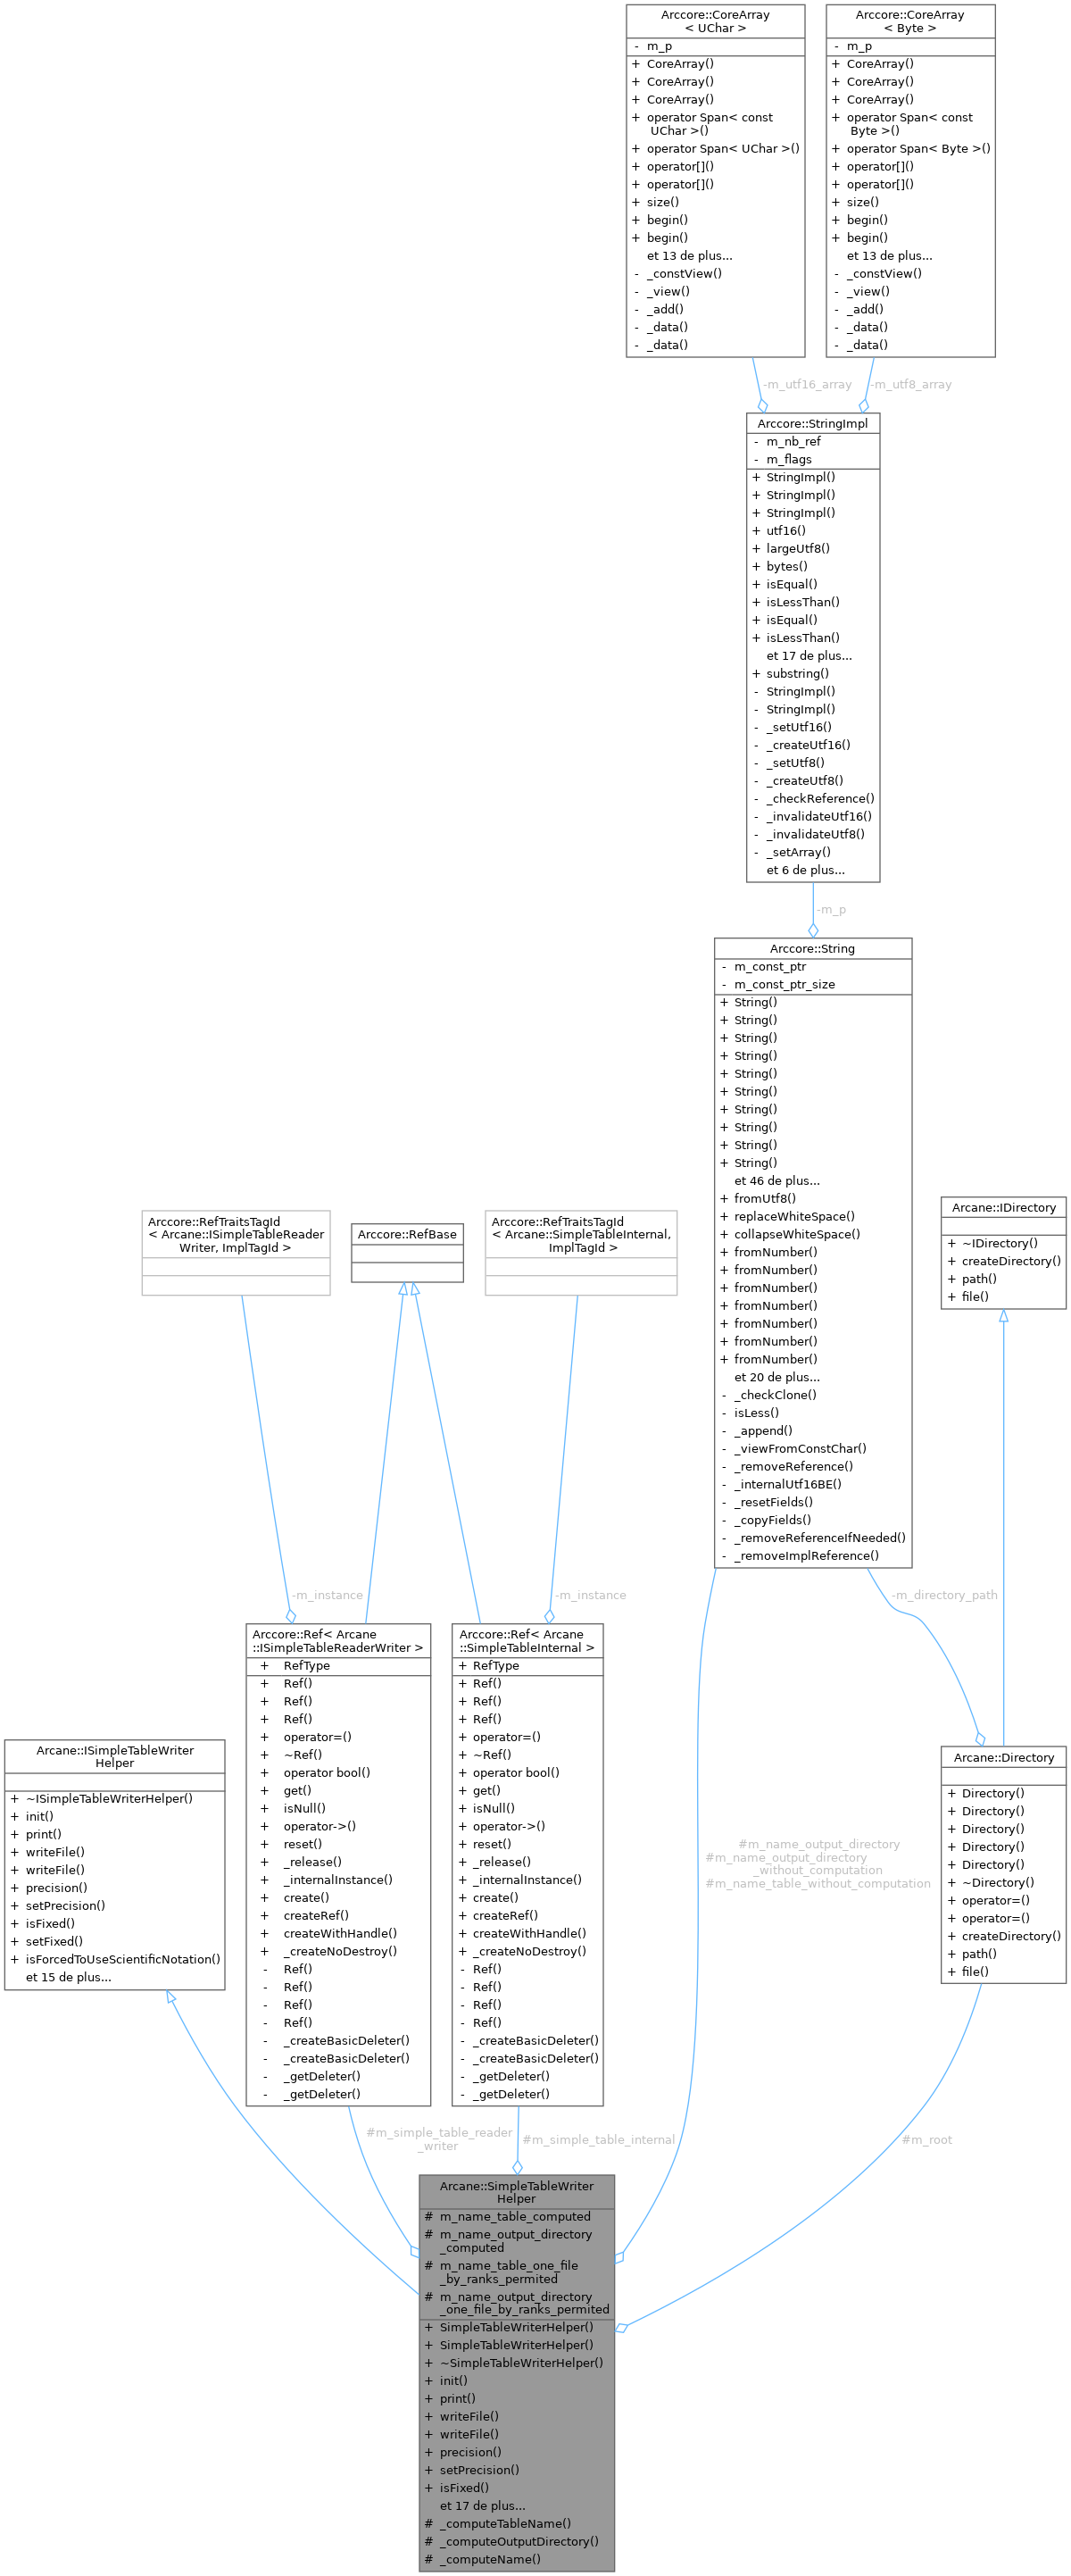 Arccore::CoreArray
< UChar >
- m_p
+ CoreArray()
+ CoreArray()
+ CoreArray()
+ operator Span< const
UChar >()
+ operator Span< UChar >()
+ operator[]()
+ operator[]()
+ size()
+ begin()
+ begin()
et 13 de plus...
- _constView()
- _view()
- _add()
- _data()
- _data()
Arccore::CoreArray
< Byte >
- m_p
+ CoreArray()
+ CoreArray()
+ CoreArray()
+ operator Span< const
Byte >()
+ operator Span< Byte >()
+ operator[]()
+ operator[]()
+ size()
+ begin()
+ begin()
et 13 de plus...
- _constView()
- _view()
- _add()
- _data()
- _data()
-m_utf16_array
-m_utf8_array
Arccore::StringImpl
- m_nb_ref
- m_flags
+ StringImpl()
+ StringImpl()
+ StringImpl()
+ utf16()
+ largeUtf8()
+ bytes()
+ isEqual()
+ isLessThan()
+ isEqual()
+ isLessThan()
et 17 de plus...
+ substring()
- StringImpl()
- StringImpl()
- _setUtf16()
- _createUtf16()
- _setUtf8()
- _createUtf8()
- _checkReference()
- _invalidateUtf16()
- _invalidateUtf8()
- _setArray()
et 6 de plus...
-m_p
Arccore::String
- m_const_ptr
- m_const_ptr_size
+ String()
+ String()
+ String()
+ String()
+ String()
+ String()
+ String()
+ String()
+ String()
+ String()
et 46 de plus...
+ fromUtf8()
+ replaceWhiteSpace()
+ collapseWhiteSpace()
+ fromNumber()
+ fromNumber()
+ fromNumber()
+ fromNumber()
+ fromNumber()
+ fromNumber()
+ fromNumber()
et 20 de plus...
- _checkClone()
- isLess()
- _append()
- _viewFromConstChar()
- _removeReference()
- _internalUtf16BE()
- _resetFields()
- _copyFields()
- _removeReferenceIfNeeded()
- _removeImplReference()
Arcane::IDirectory
+ ~IDirectory()
+ createDirectory()
+ path()
+ file()
Arccore::RefTraitsTagId
< Arcane::ISimpleTableReader
Writer, ImplTagId >
Arccore::RefBase
Arccore::RefTraitsTagId
< Arcane::SimpleTableInternal,
ImplTagId >
-m_instance
-m_instance
-m_directory_path
Arccore::Ref< Arcane
::ISimpleTableReaderWriter >
+ RefType
+ Ref()
+ Ref()
+ Ref()
+ operator=()
+ ~Ref()
+ operator bool()
+ get()
+ isNull()
+ operator->()
+ reset()
+ _release()
+ _internalInstance()
+ create()
+ createRef()
+ createWithHandle()
+ _createNoDestroy()
- Ref()
- Ref()
- Ref()
- Ref()
- _createBasicDeleter()
- _createBasicDeleter()
- _getDeleter()
- _getDeleter()
Arccore::Ref< Arcane
::SimpleTableInternal >
+ RefType
+ Ref()
+ Ref()
+ Ref()
+ operator=()
+ ~Ref()
+ operator bool()
+ get()
+ isNull()
+ operator->()
+ reset()
+ _release()
+ _internalInstance()
+ create()
+ createRef()
+ createWithHandle()
+ _createNoDestroy()
- Ref()
- Ref()
- Ref()
- Ref()
- _createBasicDeleter()
- _createBasicDeleter()
- _getDeleter()
- _getDeleter()
Arcane::ISimpleTableWriter
Helper
+ ~ISimpleTableWriterHelper()
+ init()
+ print()
+ writeFile()
+ writeFile()
+ precision()
+ setPrecision()
+ isFixed()
+ setFixed()
+ isForcedToUseScientificNotation()
et 15 de plus...
Arcane::Directory
+ Directory()
+ Directory()
+ Directory()
+ Directory()
+ Directory()
+ ~Directory()
+ operator=()
+ operator=()
+ createDirectory()
+ path()
+ file()
#m_name_output_directory
#m_name_output_directory
_without_computation
#m_name_table_without_computation
#m_simple_table_reader
_writer
#m_simple_table_internal
#m_root
Arcane::SimpleTableWriter
Helper
# m_name_table_computed
# m_name_output_directory
_computed
# m_name_table_one_file
_by_ranks_permited
# m_name_output_directory
_one_file_by_ranks_permited
+ SimpleTableWriterHelper()
+ SimpleTableWriterHelper()
+ ~SimpleTableWriterHelper()
+ init()
+ print()
+ writeFile()
+ writeFile()
+ precision()
+ setPrecision()
+ isFixed()
et 17 de plus...
# _computeTableName()
# _computeOutputDirectory()
# _computeName()